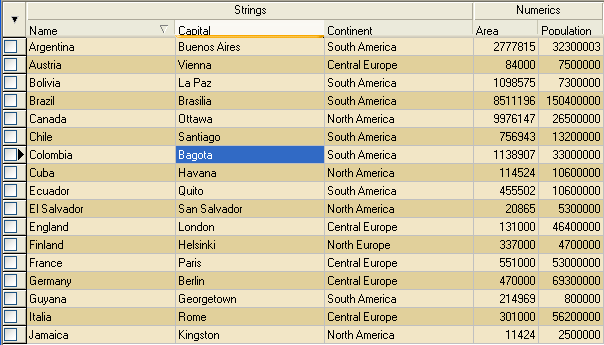 Strings Numerics
Name Capital Continent Area Population
Argentina Buenos Aires South America 2777815 32300003
Austria Vienna Central Europe 84000 7500000
Bolivia La Paz South America 1098575 7300000
Brazil Brasilia South America 8511196 150400000
Canada Ottawa North America 9976147 26500000
Chile Santiago South America 756943 13200000
Colombia Bagota South America 1138907 33000000
Cuba Havana North America 114524 10600000
Ecuador Quito South America 455502 10600000
El Salvador San Salvador North America 20865 5300000
England London Central Europe 131000 46400000
Finland Helsinki North Europe 337000 4700000
France Paris Central Europe 551000 53000000
Germany Berlin Central Europe 470000 69300000
Guyana Georgetown South America 214969 800000
Italia Rome Central Europe 301000 56200000
Jamaica Kingston North America 11424 2500000